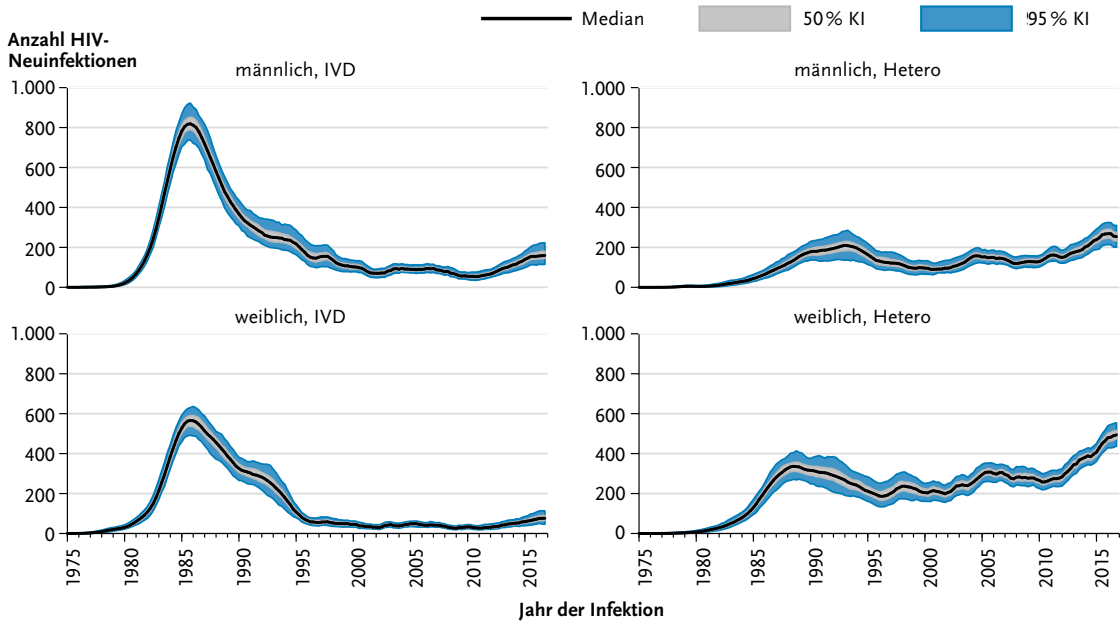 Median 50 % KI 95 % KI
Anzahl HIV-
Neuinfektionen
männlich, IVD
1.000
800
600
400
200
0
männlich, Hetero
1.000
800
600
400
200
0
weiblich, IVD
1.000
800
600
400
200
0
1975 1980 1985 1990 1995 2000 2005 2010 2015
weiblich, Hetero
1.000
800
600
400
200
0
1975 1980 1985 1990 1995 2000 2005 2010 2015
Jahr der Infektion